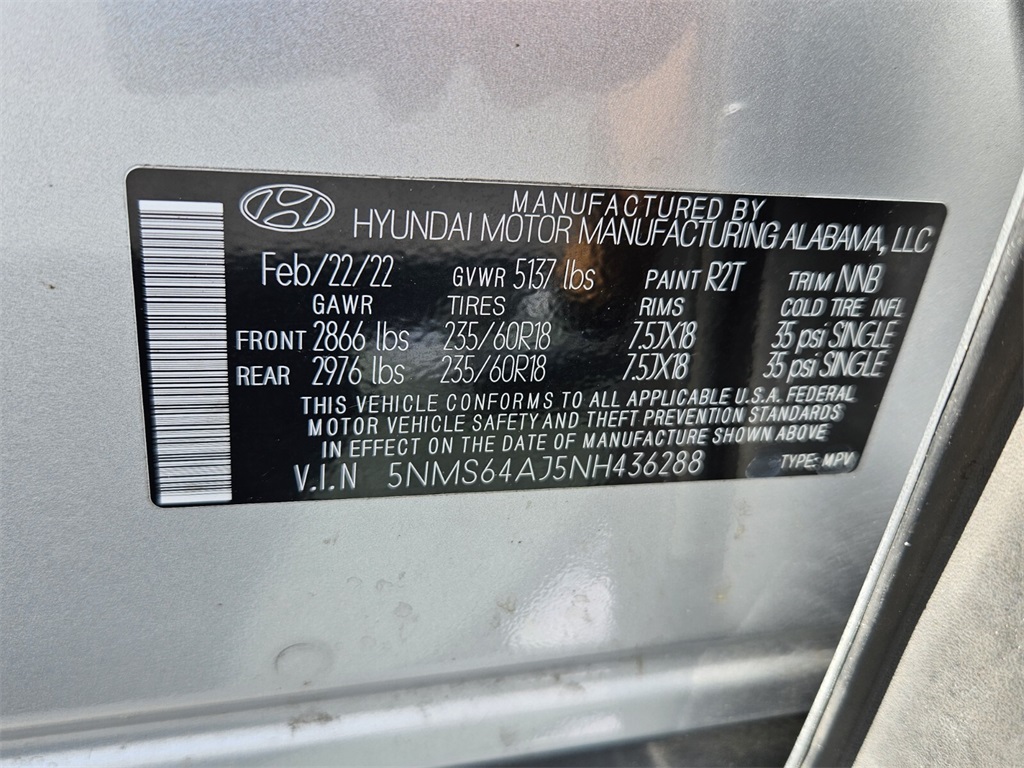 MANUFACTURED BY
HYUNDAI MOTOR MANUFACTURING ALABAMA, LLC
Feb/22/22 GVWR 5137 lbs PAINT R2T TRIM NNB
GAWR TIRES RIMS COLD TIRE INFL
FRONT 2866 lbs 235/60R18 7.5JX18 35 psi SINGLE
REAR 2976 lbs 235/60R18 7.5JX18 35 psi SINGLE
THIS VEHICLE CONFORMS TO ALL APPLICABLE U.S.A. FEDERAL
MOTOR VEHICLE SAFETY AND THEFT PREVENTION STANDARDS
IN EFFECT ON THE DATE OF MANUFACTURE SHOWN ABOVE
V.I.N 5NMS64AJ5NH436288 TYPE: MPV